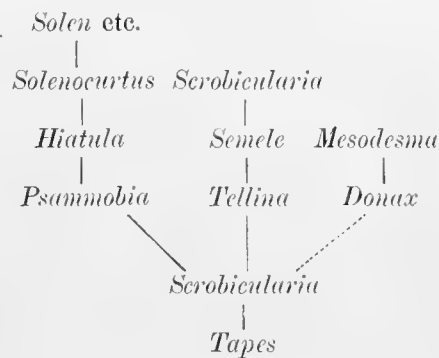 Solen etc.
Solenocurtus Scrobicularia
Hiatula Semele Mesodesma
Psammobia Tellina Donax
Scrobicularia
Tapes